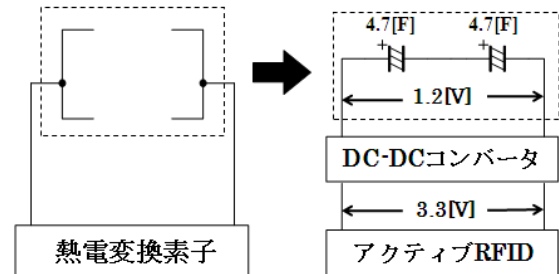 4.7[F] 4.7[F]
+ +
1.2[V]
DC-DCコンバータ
3.3[V]
熱電変換素子 アクティブRFID